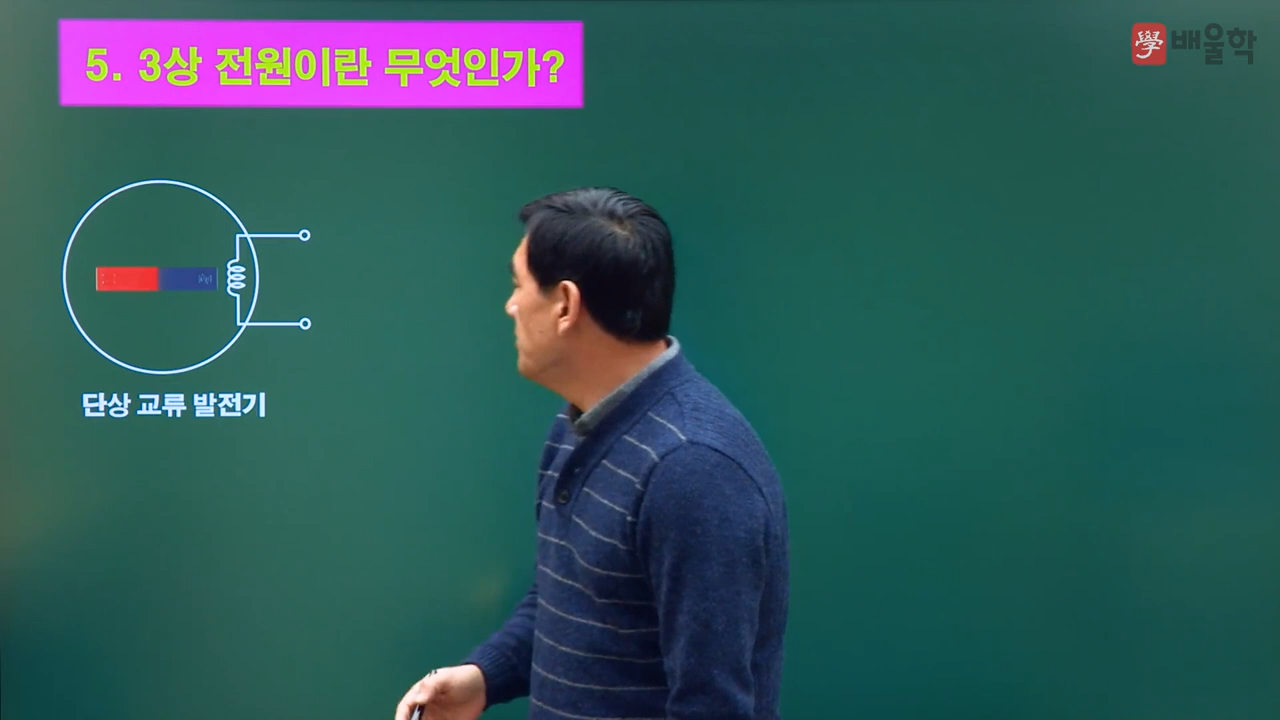 5. 3상 전원이란 무엇인가?
學 배울학
단상 교류 발전기